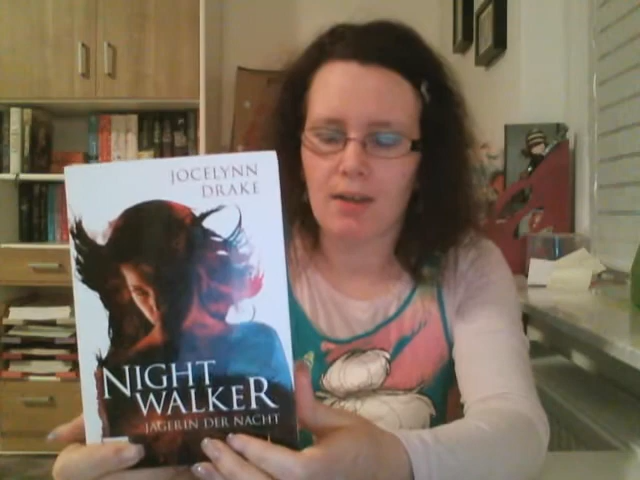 JOCELYNN
DRAKE
NIGHT
WALKER
JÄGERIN DER NACHT